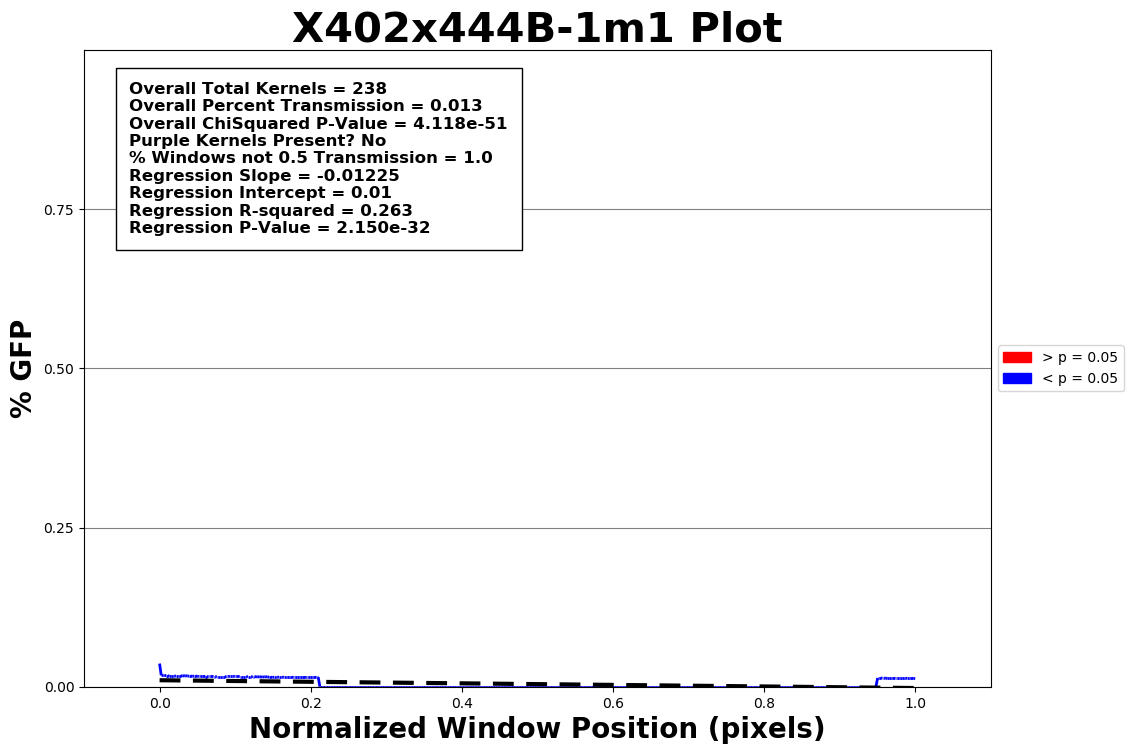 X402x444B-1m1 Plot
Overall Total Kernels = 238
Overall Percent Transmission = 0.013
Overall ChiSquared P-Value = 4.118e-51
Purple Kernels Present? No
% Windows not 0.5 Transmission = 1.0
Regression Slope = -0.01225
Regression Intercept = 0.01
Regression R-squared = 0.263
Regression P-Value = 2.150e-32
0.75
0.50
0.25
0.00
% GFP
> p = 0.05
< p = 0.05
0.0 0.2 0.4 0.6 0.8 1.0
Normalized Window Position (pixels)